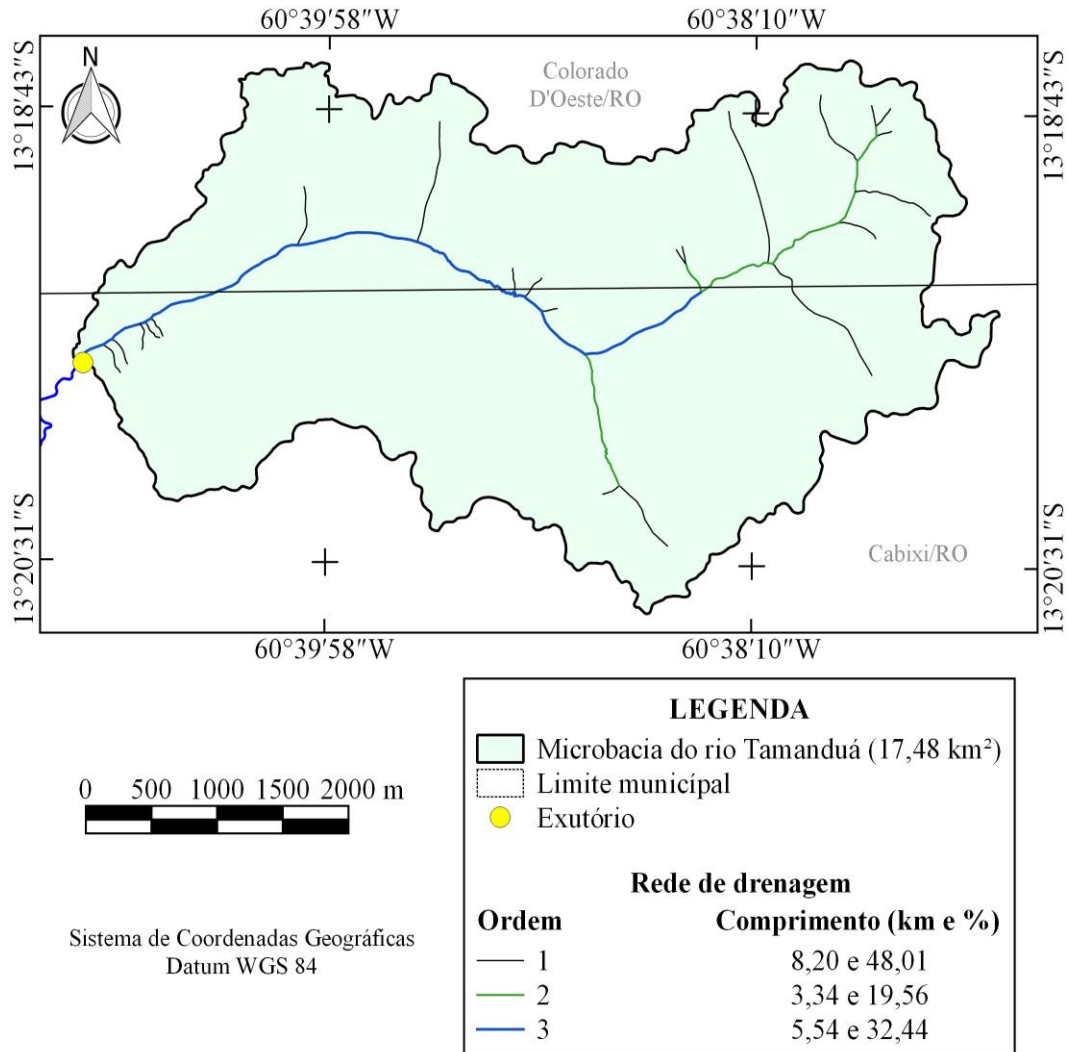 60°39′58″W
60°38′10″W
N
13°18′43″S
Colorado
D'Oeste/RO
13°18′43″S
13°20′31″S
Cabixi/RO
13°20′31″S
60°39′58″W
60°38′10″W
LEGENDA
Microbacia do rio Tamanduá (17,48 km²)
Limite municípal
Exutório
0 500 1000 1500 2000 m
Rede de drenagem
Ordem Comprimento (km e %)
1 8,20 e 48,01
2 3,34 e 19,56
3 5,54 e 32,44
Sistema de Coordenadas Geográficas
Datum WGS 84